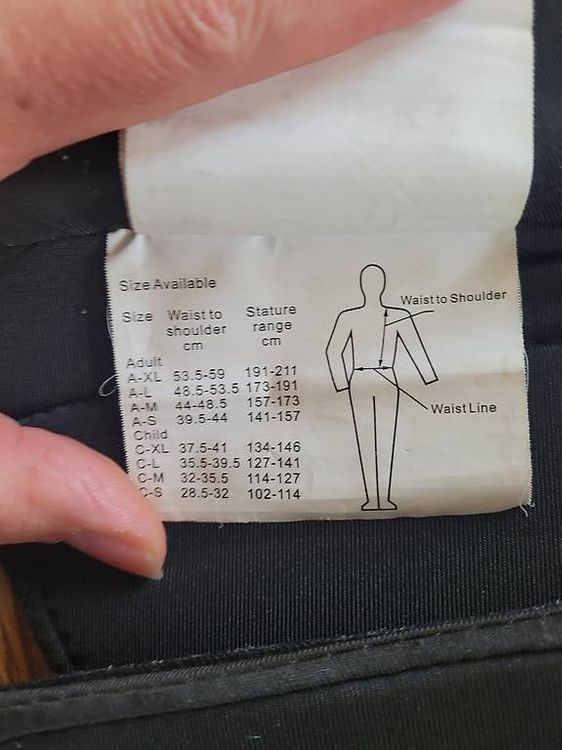 Size Available
Size Waist to shoulder cm Stature range cm
Adult
A-XL 53.5-59 191-211
A-L 48.5-53.5 173-191
A-M 44-48.5 157-173
A-S 39.5-44 141-157
Child
C-XL 37.5-41 134-146
C-L 35.5-39.5 127-141
C-M 32-35.5 114-127
C-S 28.5-32 102-114
Waist to Shoulder
Waist Line